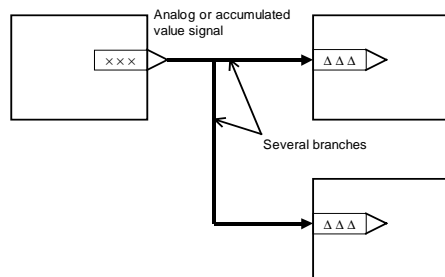 Analog or accumulated
value signal
×××
ΔΔΔ
Several branches
ΔΔΔ